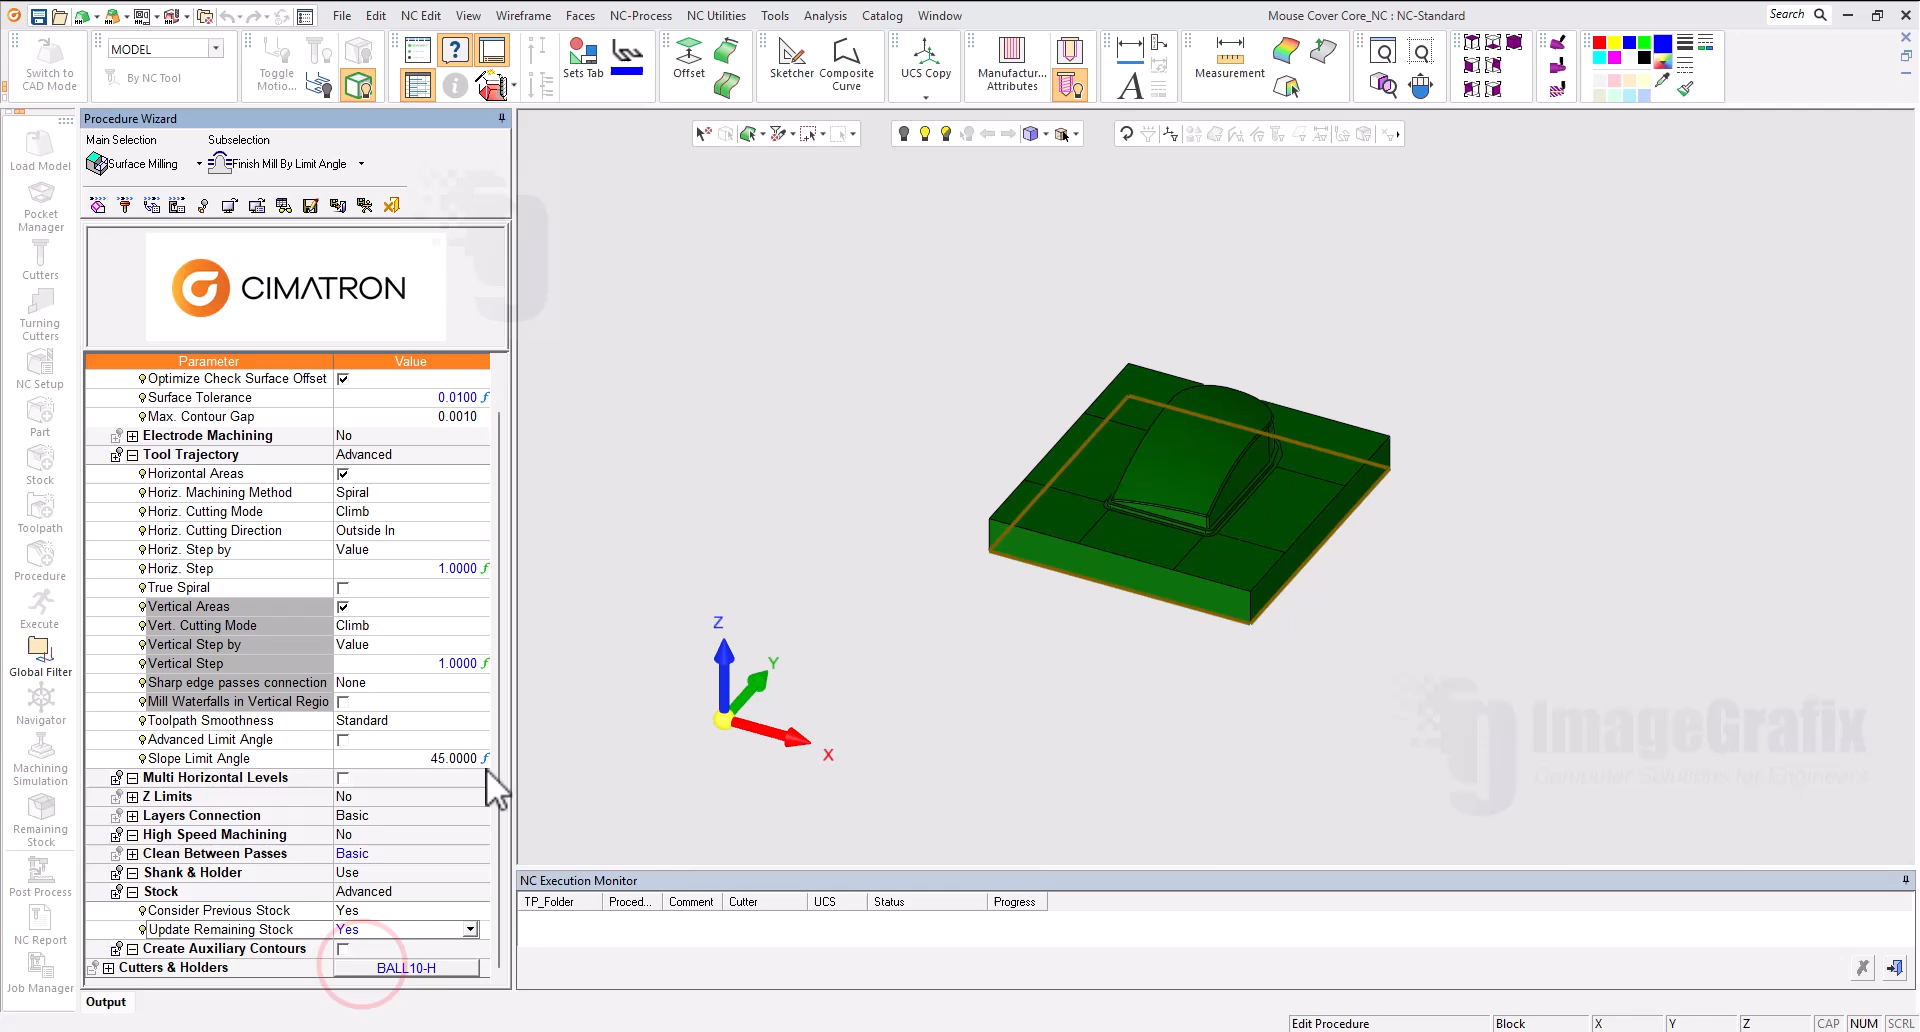 File Edit NC Edit View Wireframe Faces NC-Process NC Utilities Tools Analysis Catalog Window
Mouse Cover Core_NC : NC-Standard
Search
Switch to
CAD Mode
MODEL
By NC Tool
Toggle
Motio...
Sets Tab
Offset
Sketcher
Composite
Curve
UCS Copy
Manufactur...
Attributes
Measurement
Procedure Wizard
Main Selection Subselection
Surface Milling Finish Mill By Limit Angle
CIMATRON
Load Model
Pocket
Manager
Cutters
Turning
Cutters
NC Setup
Part
Stock
Toolpath
Procedure
Execute
Global Filter
Navigator
Machining
Simulation
Remaining
Stock
Post Process
NC Report
Job Manager
Parameter Value
Optimize Check Surface Offset
Surface Tolerance 0.0100 f
Max. Contour Gap 0.0010
Electrode Machining No
Tool Trajectory Advanced
Horizontal Areas
Horiz. Machining Method Spiral
Horiz. Cutting Mode Climb
Horiz. Cutting Direction Outside In
Horiz. Step by Value
Horiz. Step 1.0000 f
True Spiral
Vertical Areas
Vert. Cutting Mode Climb
Vertical Step by Value
Vertical Step 1.0000 f
Sharp edge passes connection None
Mill Waterfalls in Vertical Regio
Toolpath Smoothness Standard
Advanced Limit Angle
Slope Limit Angle 45.0000 f
Multi Horizontal Levels
Z Limits No
Layers Connection Basic
High Speed Machining No
Clean Between Passes Basic
Shank & Holder Use
Stock Advanced
Consider Previous Stock Yes
Update Remaining Stock Yes
Create Auxiliary Contours
Cutters & Holders BALL10-H
Output
Z
Y
X
ImageGrafix
Computer Solutions for Engineers
NC Execution Monitor
TP_Folder Proced... Comment Cutter UCS Status Progress
Edit Procedure Block X Y Z CAP NUM SCRL